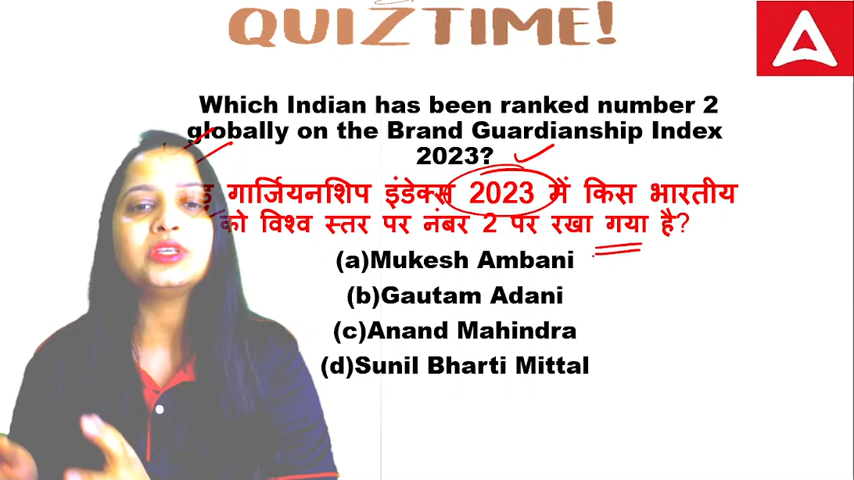 QUIZTIME!
Which Indian has been ranked number 2
globally on the Brand Guardianship Index
2023?
गार्जियनशिप इंडेक्स 2023 में किस भारतीय
को विश्व स्तर पर नंबर 2 पर रखा गया है?
(a)Mukesh Ambani
(b)Gautam Adani
(c)Anand Mahindra
(d)Sunil Bharti Mittal